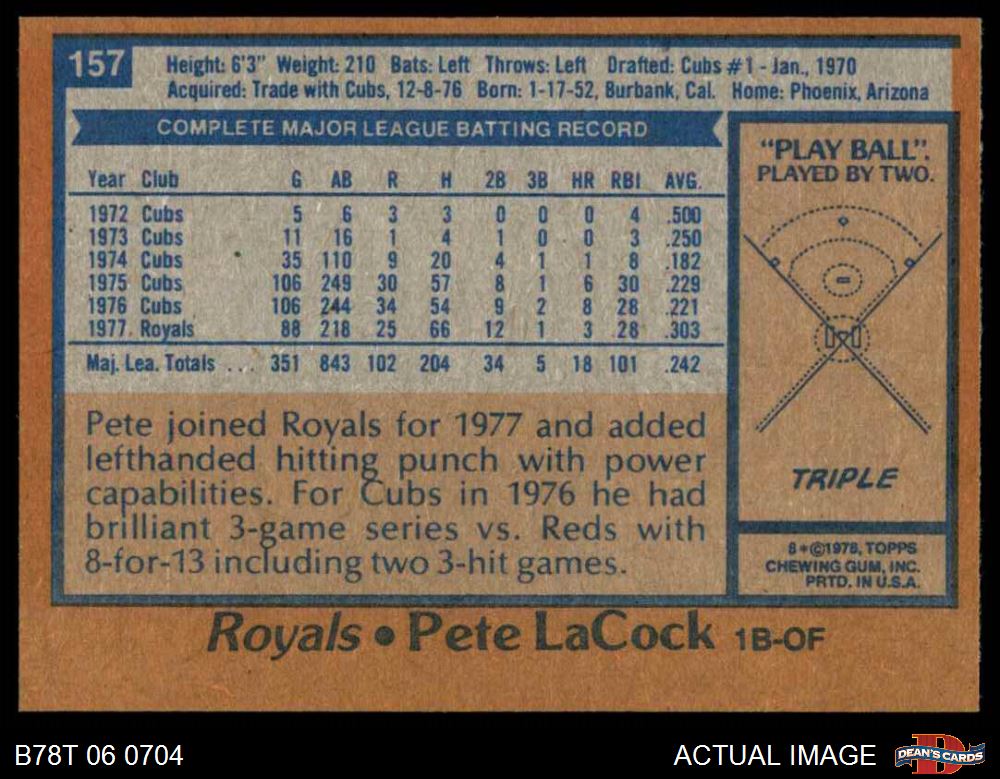 157
Height: 6'3" Weight: 210 Bats: Left Throws: Left Drafted: Cubs #1 - Jan., 1970
Acquired: Trade with Cubs, 12-8-76 Born: 1-17-52, Burbank, Cal. Home: Phoenix, Arizona
COMPLETE MAJOR LEAGUE BATTING RECORD
Year Club G AB R H 2B 3B HR RBI AVG.
1972 Cubs 5 6 3 3 0 0 0 4 .500
1973 Cubs 11 16 1 4 1 0 0 3 .250
1974 Cubs 35 110 9 20 4 1 1 8 .182
1975 Cubs 106 249 30 57 8 1 6 30 .229
1976 Cubs 106 244 34 54 9 2 8 28 .221
1977. Royals 88 218 25 66 12 1 3 28 .303
Maj. Lea. Totals ... 351 843 102 204 34 5 18 101 .242
Pete joined Royals for 1977 and added
lefthanded hitting punch with power
capabilities. For Cubs in 1976 he had
brilliant 3-game series vs. Reds with
8-for-13 including two 3-hit games.
"PLAY BALL".
PLAYED BY TWO.
TRIPLE
8*©1978, TOPPS
CHEWING GUM, INC.
PRTD. IN U.S.A.
Royals • Pete LaCock 1B-OF
B78T 06 0704
ACTUAL IMAGE
D
DEAN'S CARDS